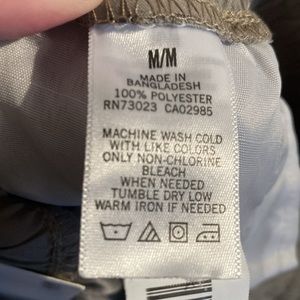 M/M
MADE IN
BANGLADESH
100% POLYESTER
RN73023 CA02985
MACHINE WASH COLD
WITH LIKE COLORS
ONLY NON-CHLORINE
BLEACH
WHEN NEEDED
TUMBLE DRY LOW
WARM IRON IF NEEDED